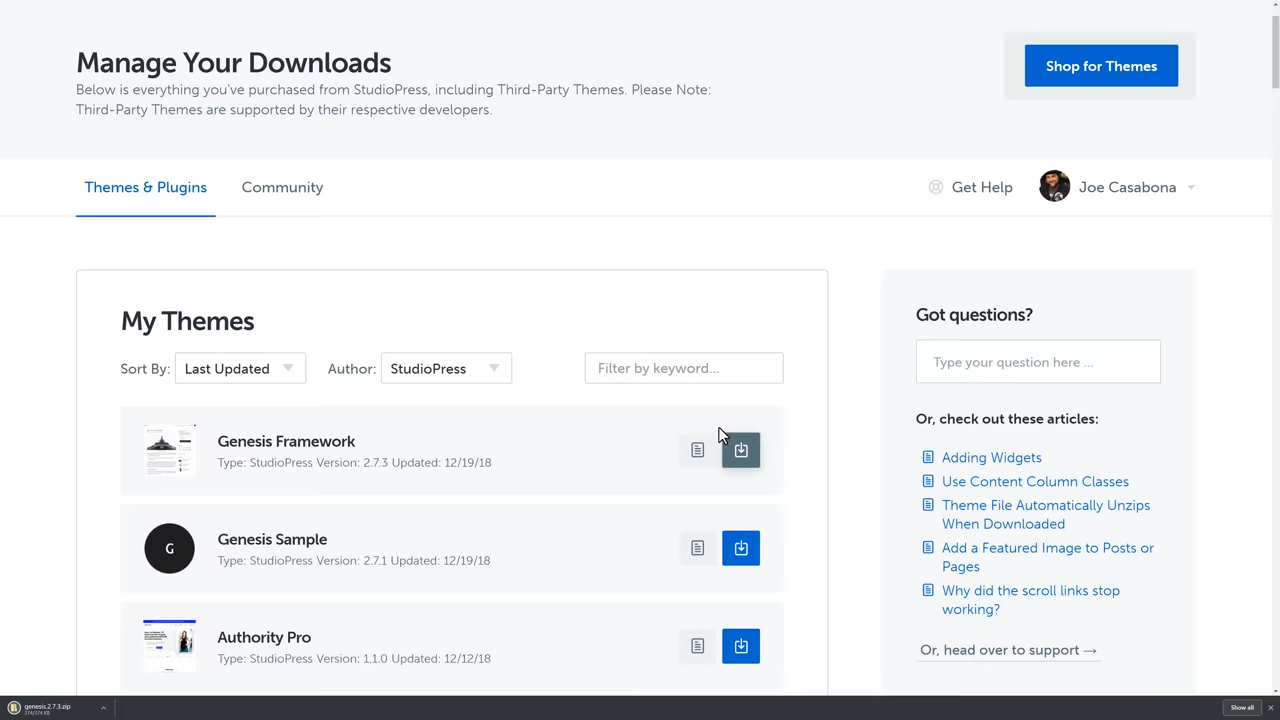 Manage Your Downloads
Below is everything you've purchased from StudioPress, including Third-Party Themes. Please Note:
Third-Party Themes are supported by their respective developers.
Shop for Themes
Themes & Plugins
Community
Get Help
Joe Casabona
My Themes
Sort By:
Last Updated
Author:
StudioPress
Filter by keyword...
Genesis Framework
Type: StudioPress Version: 2.7.3 Updated: 12/19/18
G
Genesis Sample
Type: StudioPress Version: 2.7.1 Updated: 12/19/18
Authority Pro
Type: StudioPress Version: 1.1.0 Updated: 12/12/18
Got questions?
Type your question here ...
Or, check out these articles:
Adding Widgets
Use Content Column Classes
Theme File Automatically Unzips
When Downloaded
Add a Featured Image to Posts or
Pages
Why did the scroll links stop
working?
Or, head over to support →
genesis.2.7.3.zip
374/374 KB
Show all